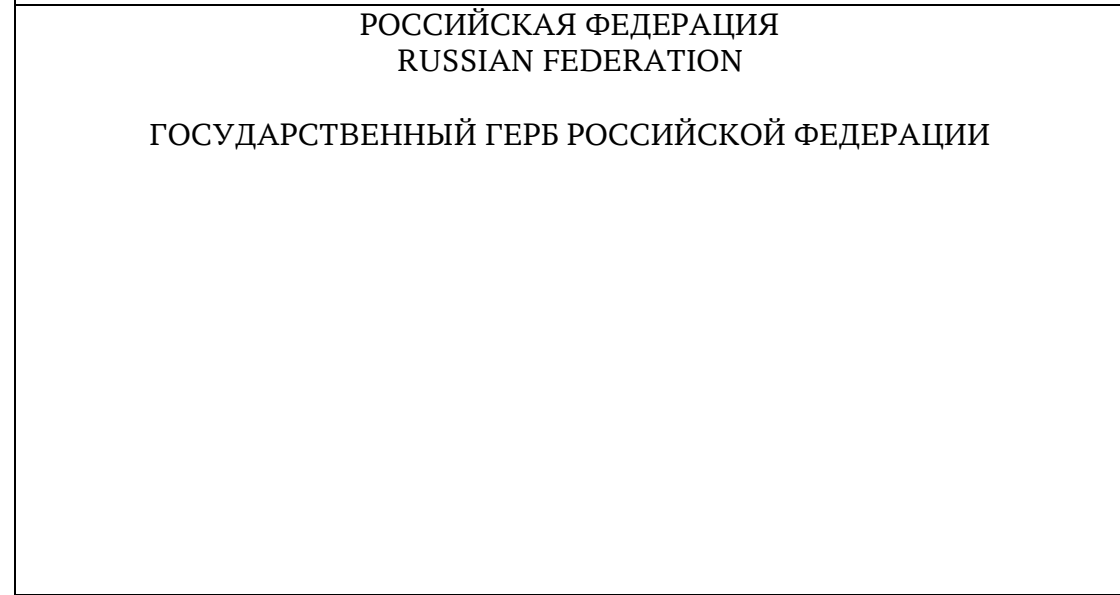 РОССИЙСКАЯ ФЕДЕРАЦИЯ
RUSSIAN FEDERATION
ГОСУДАРСТВЕННЫЙ ГЕРБ РОССИЙСКОЙ ФЕДЕРАЦИИ